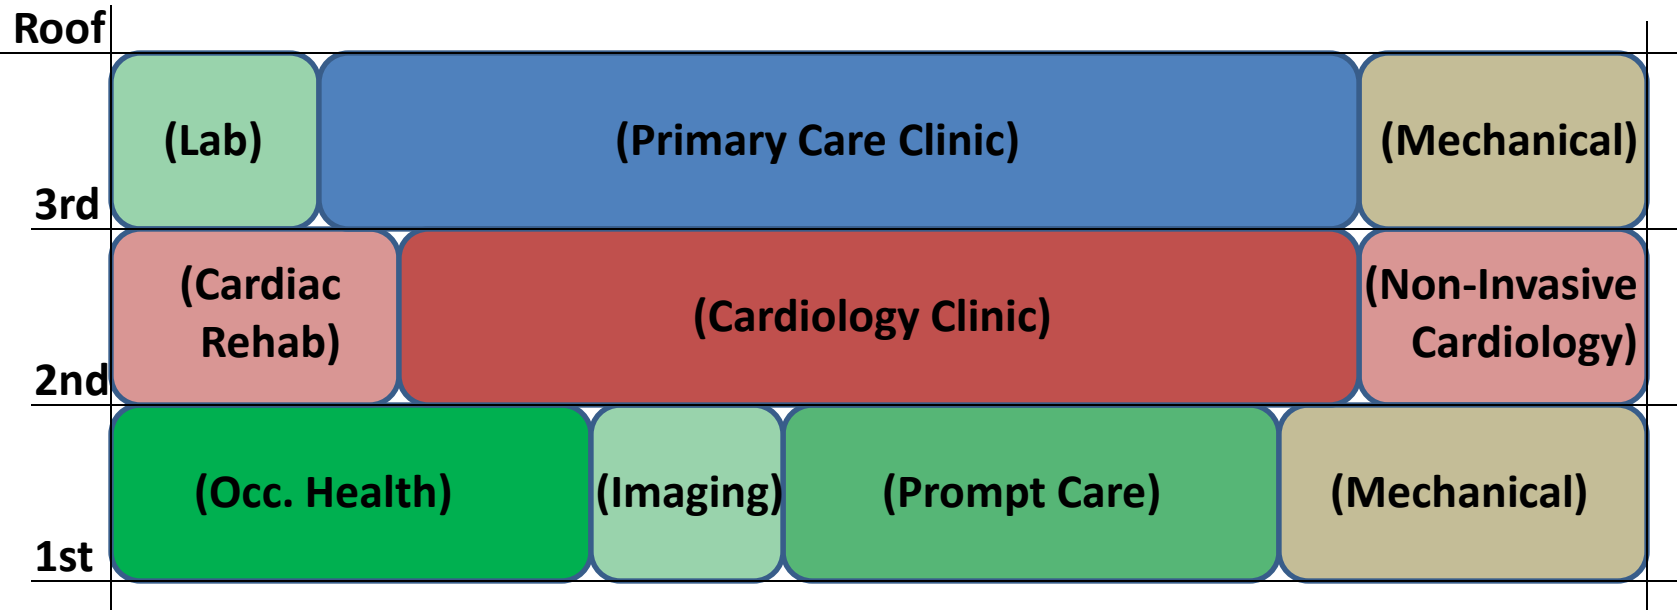 Roof
(Lab)
(Primary Care Clinic)
(Mechanical)
3rd
(Cardiac
Rehab)
(Cardiology Clinic)
(Non-Invasive
Cardiology)
2nd
(Occ. Health)
(Imaging)
(Prompt Care)
(Mechanical)
1st